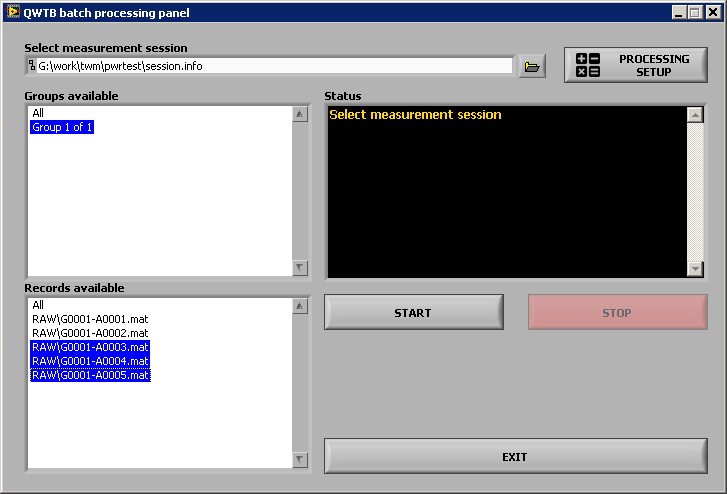 QWTB batch processing panel
Select measurement session
G:\work\twm\pwrtest\session.info
PROCESSING
SETUP
Groups available
All
Group 1 of 1
Status
Select measurement session
Records available
All
RAW\G0001-A0001.mat
RAW\G0001-A0002.mat
RAW\G0001-A0003.mat
RAW\G0001-A0004.mat
RAW\G0001-A0005.mat
START
STOP
EXIT